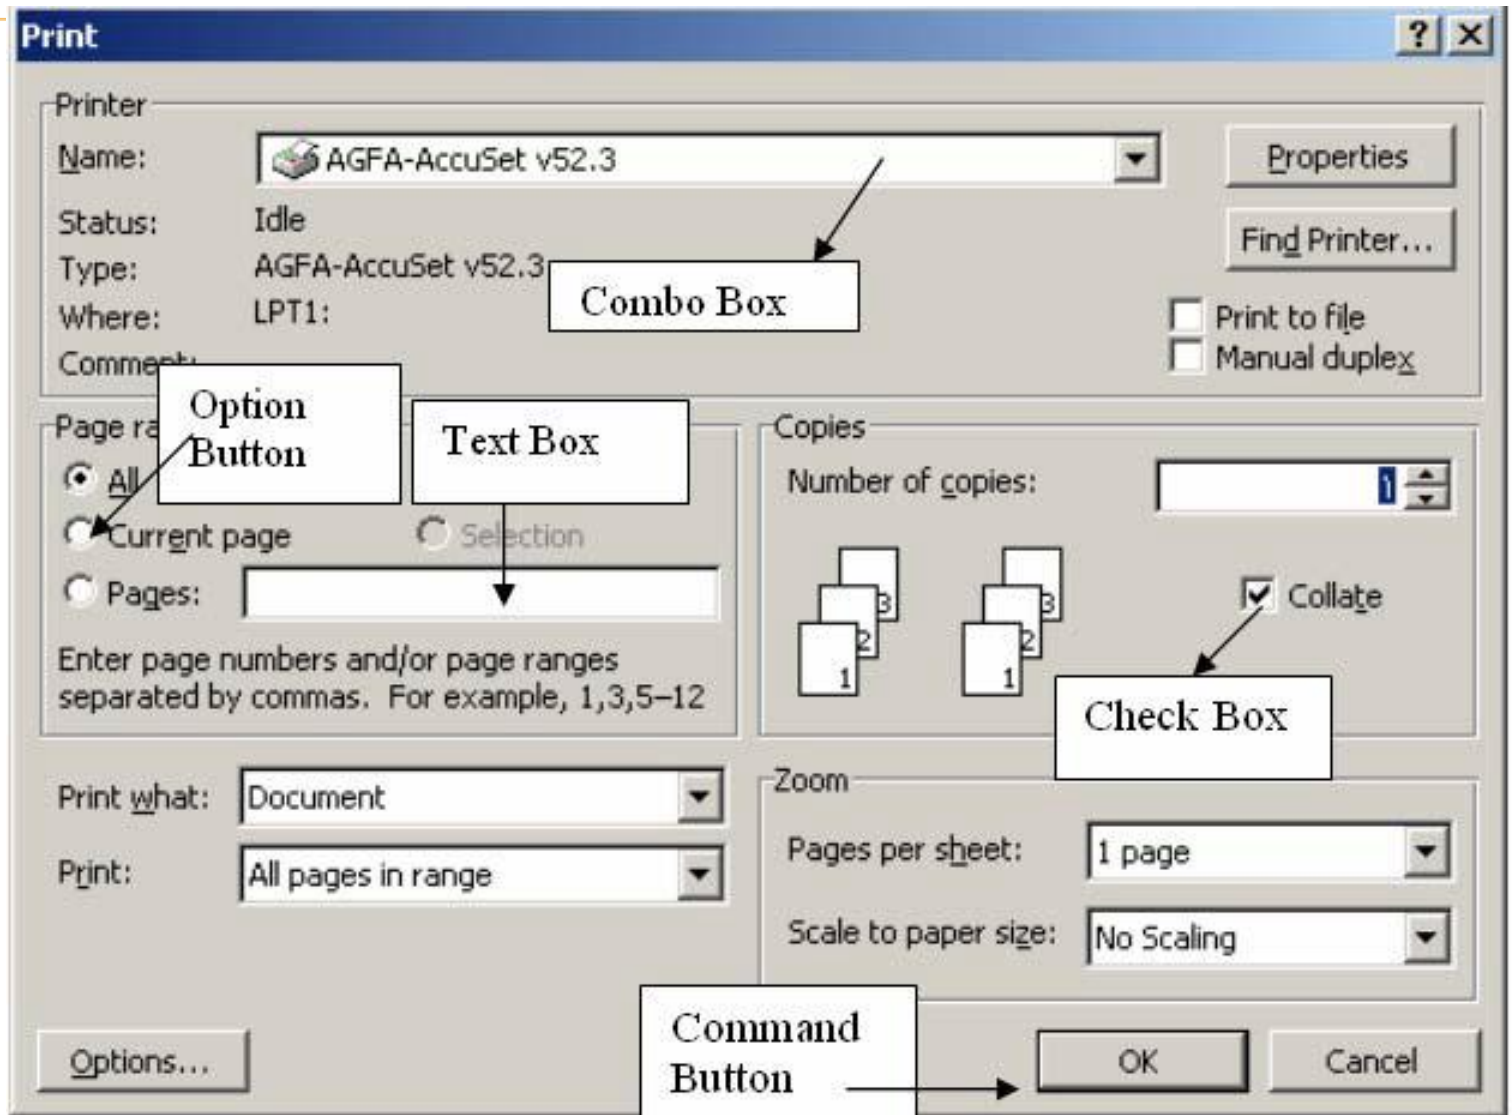 Print
Printer
Name: AGFA-AccuSet v52.3 Properties
Status: Idle Find Printer...
Type: AGFA-AccuSet v52.3
Combo Box
Where: LPT1: Print to file
Comment: Manual duplex
Option
Button
Text Box
Page ra
All
Current page Selection
Pages:
Enter page numbers and/or page ranges
separated by commas. For example, 1,3,5–12
Copies
Number of copies: 1
3 3
2 2
1 1
Collate
Check Box
Print what: Document
Print: All pages in range
Zoom
Pages per sheet: 1 page
Scale to paper size: No Scaling
Command
Button
Options... OK Cancel